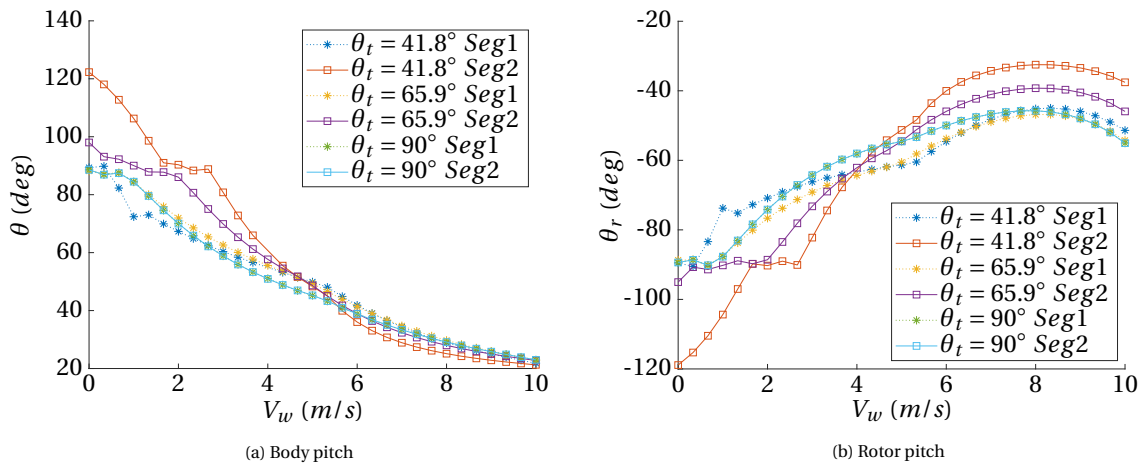 140
120
100
80
60
40
20
0
2
4
6
8
10
θ (deg)
V_w (m/s)
θ_t = 41.8° Seg1
θ_t = 41.8° Seg2
θ_t = 65.9° Seg1
θ_t = 65.9° Seg2
θ_t = 90° Seg1
θ_t = 90° Seg2
(a) Body pitch
-20
-40
-60
-80
-100
-120
0
2
4
6
8
10
θ_r (deg)
V_w (m/s)
θ_t = 41.8° Seg1
θ_t = 41.8° Seg2
θ_t = 65.9° Seg1
θ_t = 65.9° Seg2
θ_t = 90° Seg1
θ_t = 90° Seg2
(b) Rotor pitch